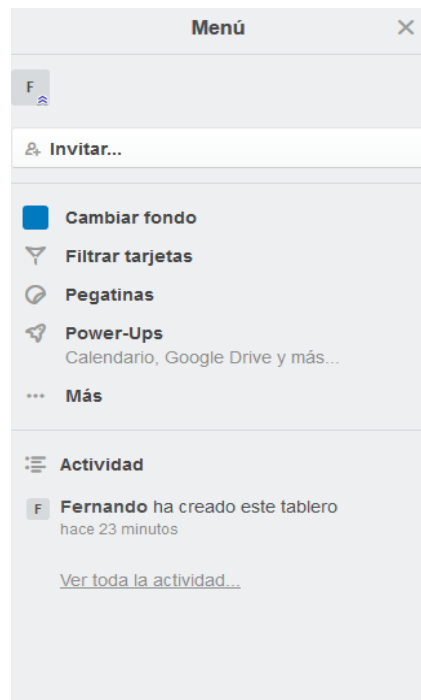 Menú
F
Invitar...
Cambiar fondo
Filtrar tarjetas
Pegatinas
Power-Ups
Calendario, Google Drive y más...
Más
Actividad
F Fernando ha creado este tablero
hace 23 minutos
Ver toda la actividad...